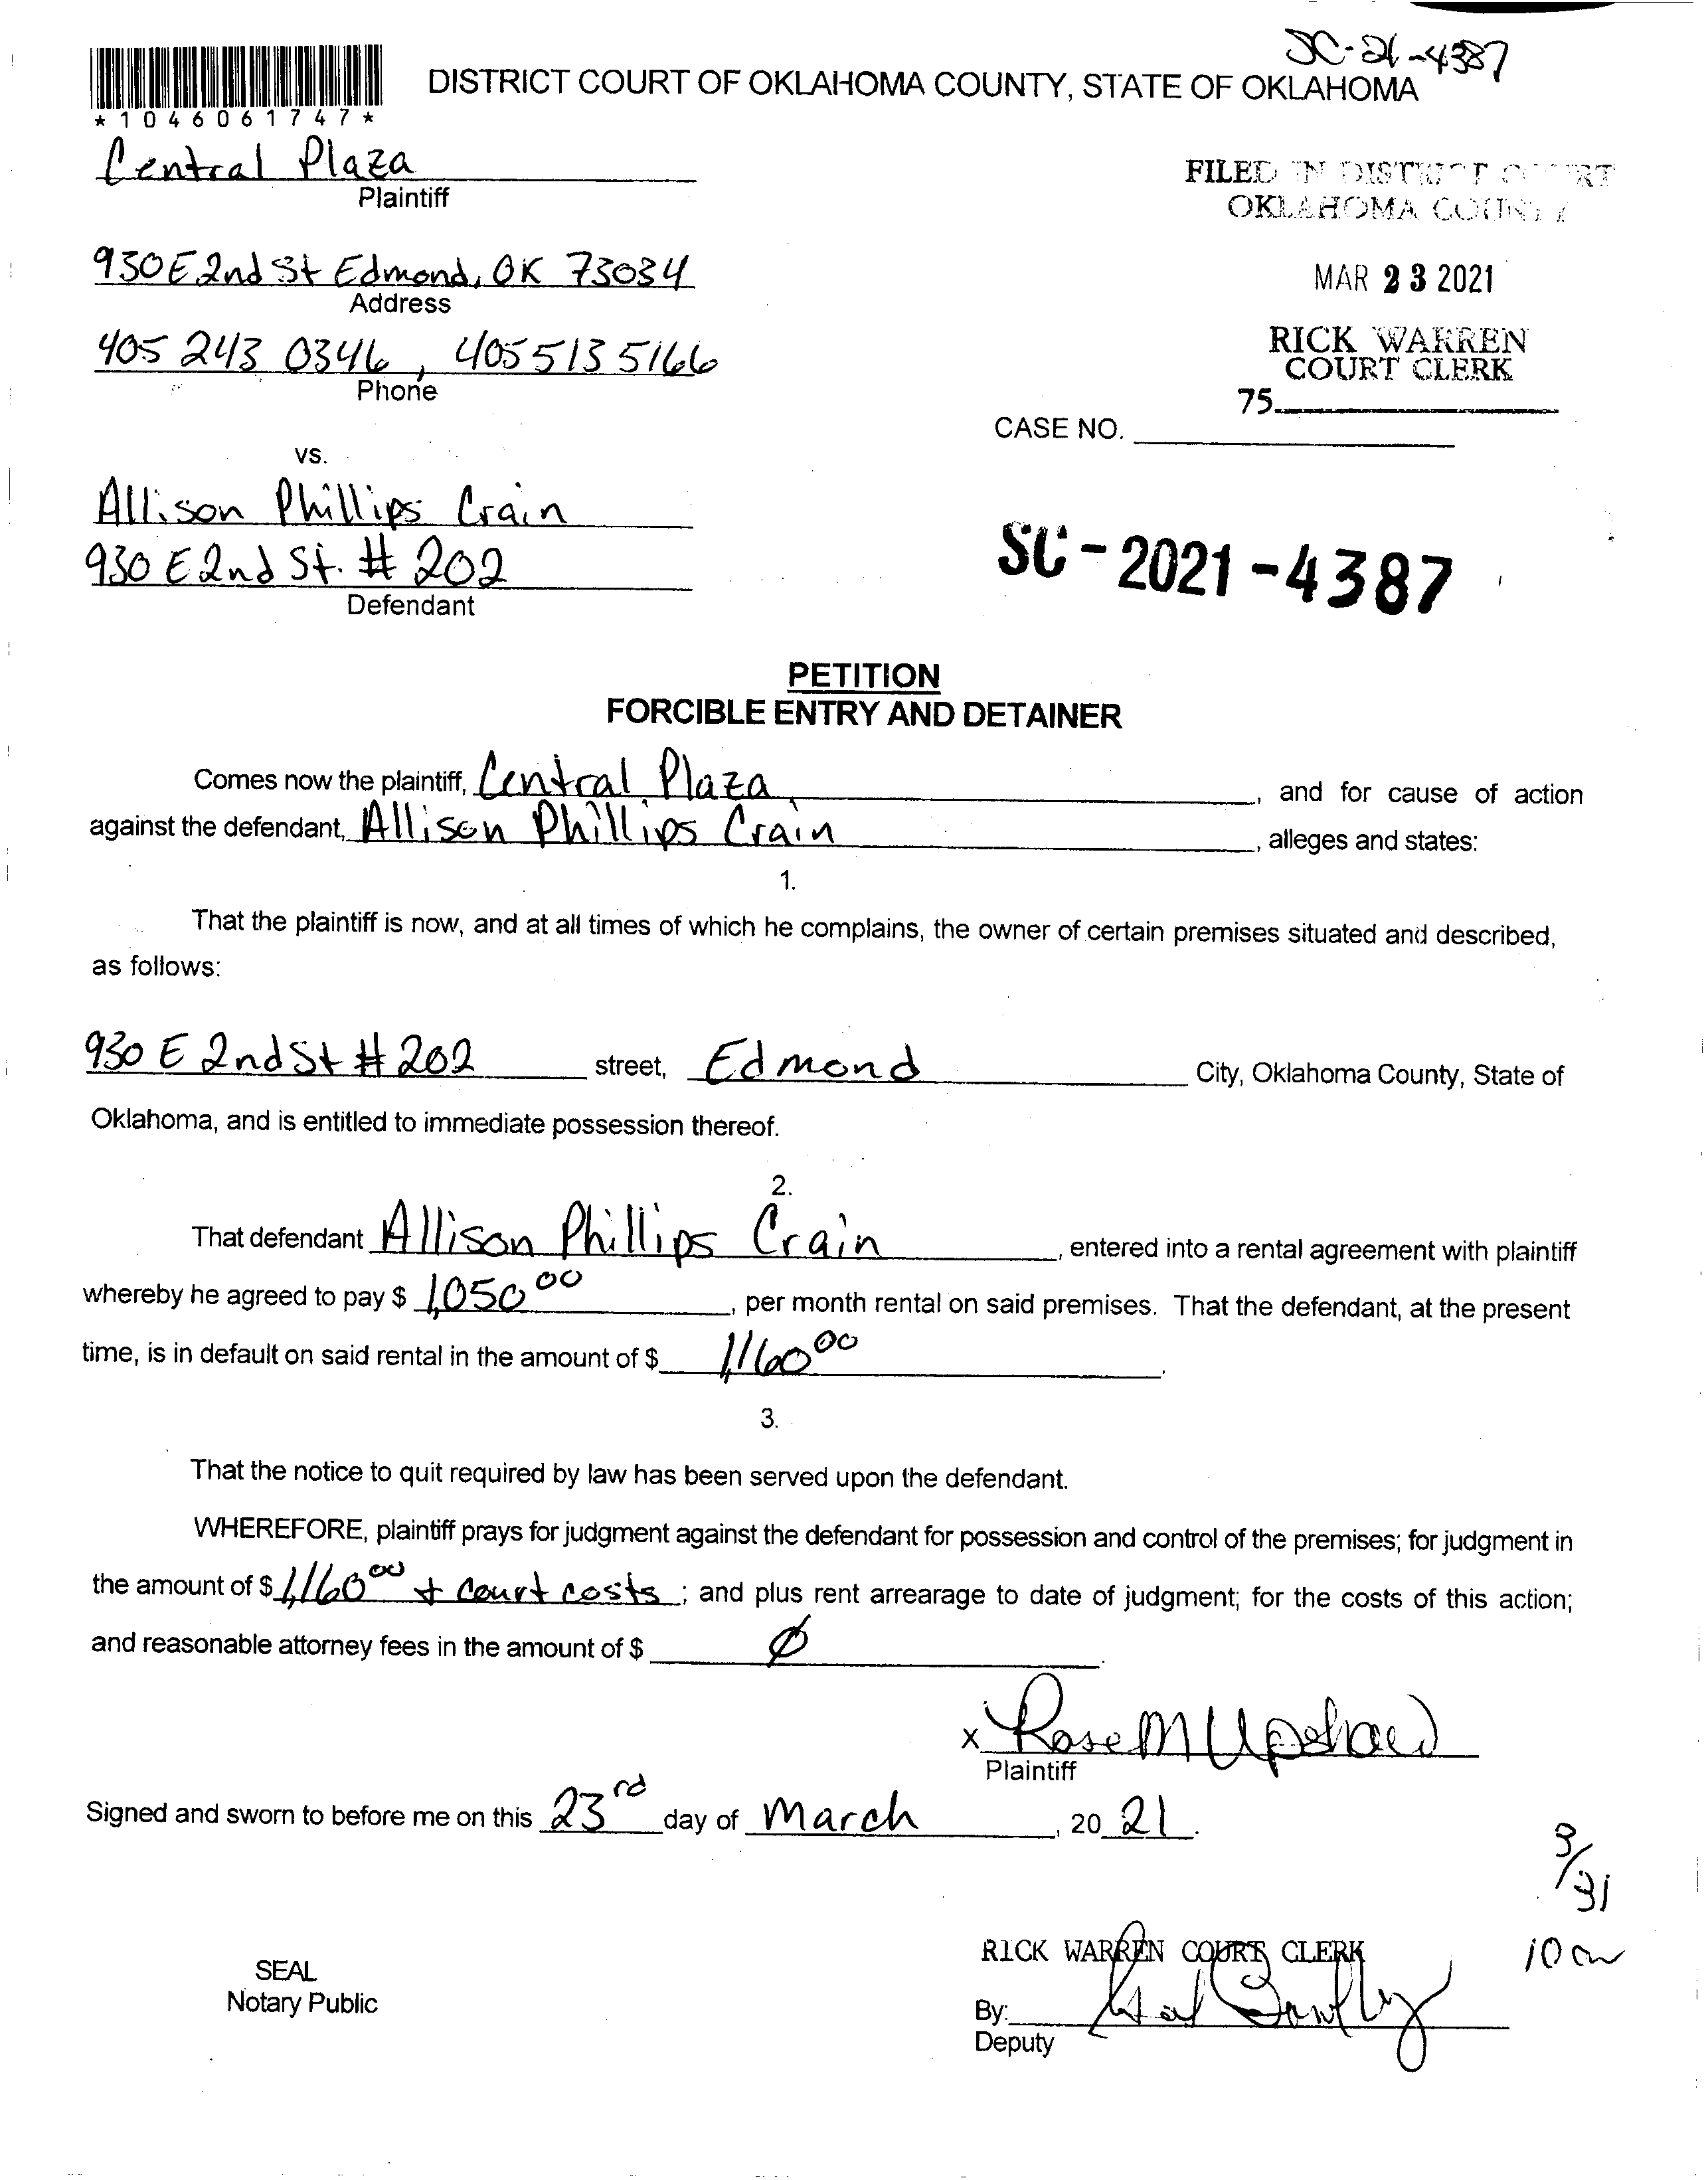 SC-21-4387
DISTRICT COURT OF OKLAHOMA COUNTY, STATE OF OKLAHOMA
*1046061747*
Central Plaza
Plaintiff
FILED IN DISTRICT COURT
OKLAHOMA COUNTY
930 E 2nd St Edmond, OK 73034
Address
MAR 23 2021
405 243 0346, 405 513 5166
Phone
RICK WARREN
COURT CLERK
75
CASE NO.
vs.
Allison Phillips Crain
930 E 2nd St. # 202
Defendant
SC-2021-4387
PETITION
FORCIBLE ENTRY AND DETAINER
Comes now the plaintiff, Central Plaza, and for cause of action
against the defendant, Allison Phillips Crain, alleges and states:
1.
That the plaintiff is now, and at all times of which he complains, the owner of certain premises situated and described,
as follows:
930 E 2nd St # 202 street, Edmond City, Oklahoma County, State of
Oklahoma, and is entitled to immediate possession thereof.
2.
That defendant Allison Phillips Crain, entered into a rental agreement with plaintiff
whereby he agreed to pay $ 1,050 00, per month rental on said premises. That the defendant, at the present
time, is in default on said rental in the amount of $ 1,160 00.
3.
That the notice to quit required by law has been served upon the defendant.
WHEREFORE, plaintiff prays for judgment against the defendant for possession and control of the premises; for judgment in
the amount of $ 1,160 00 + court costs; and plus rent arrearage to date of judgment; for the costs of this action;
and reasonable attorney fees in the amount of $ Ø.
x Rose M Upshaw
Plaintiff
Signed and sworn to before me on this 23rd day of March, 20 21.
3/31
10 am
RICK WARREN COURT CLERK
SEAL
Notary Public
By:
Deputy